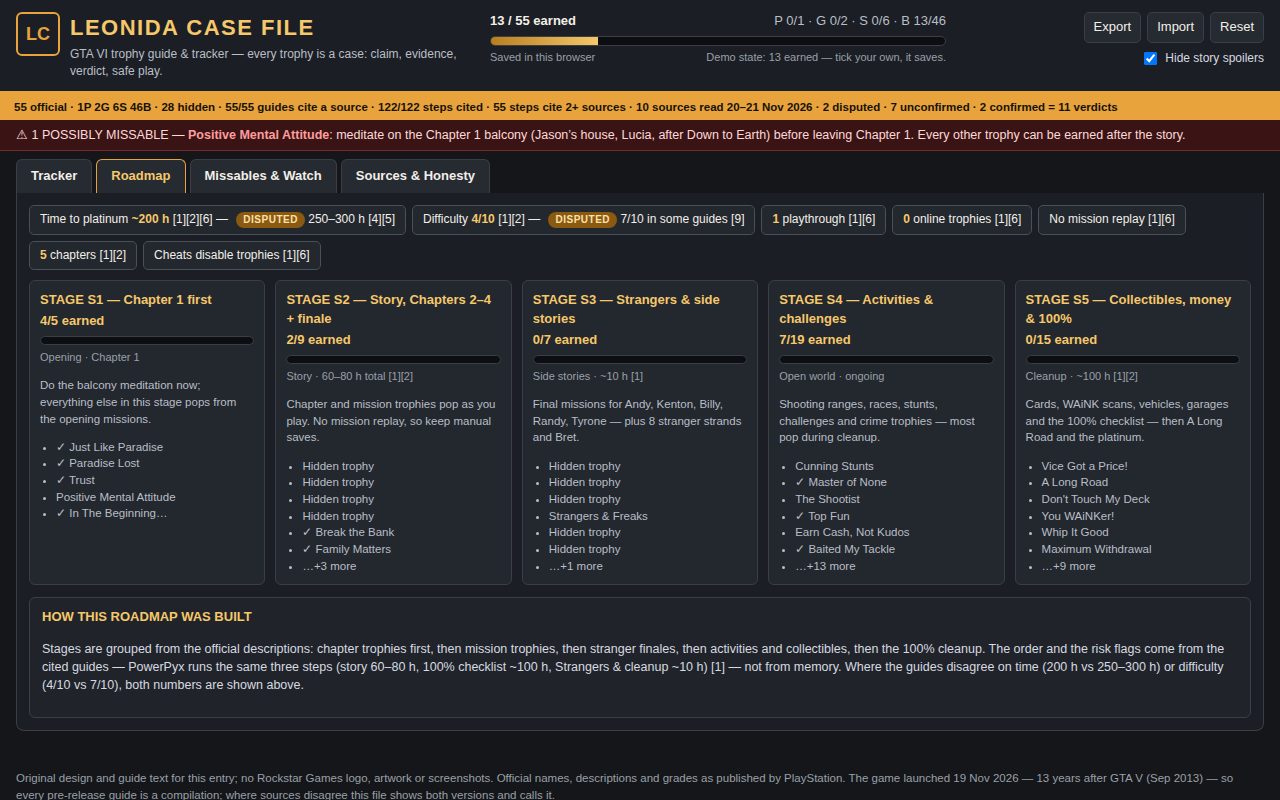 LC
LEONIDA CASE FILE
GTA VI trophy guide & tracker — every trophy is a case: claim, evidence,
verdict, safe play.
13 / 55 earned
P 0/1 · G 0/2 · S 0/6 · B 13/46
Saved in this browser
Demo state: 13 earned — tick your own, it saves.
Export
Import
Reset
Hide story spoilers
55 official · 1P 2G 6S 46B · 28 hidden · 55/55 guides cite a source · 122/122 steps cited · 55 steps cite 2+ sources · 10 sources read 20–21 Nov 2026 · 2 disputed · 7 unconfirmed · 2 confirmed = 11 verdicts
⚠ 1 POSSIBLY MISSABLE — Positive Mental Attitude: meditate on the Chapter 1 balcony (Jason's house, Lucia, after Down to Earth) before leaving Chapter 1. Every other trophy can be earned after the story.
Tracker
Roadmap
Missables & Watch
Sources & Honesty
Time to platinum ~200 h [1][2][6] — DISPUTED 250–300 h [4][5]
Difficulty 4/10 [1][2] — DISPUTED 7/10 in some guides [9]
1 playthrough [1][6]
0 online trophies [1][6]
No mission replay [1][6]
5 chapters [1][2]
Cheats disable trophies [1][6]
STAGE S1 — Chapter 1 first
4/5 earned
Opening · Chapter 1
Do the balcony meditation now;
everything else in this stage pops from
the opening missions.
• ✓ Just Like Paradise
• ✓ Paradise Lost
• ✓ Trust
• Positive Mental Attitude
• ✓ In The Beginning…
STAGE S2 — Story, Chapters 2–4
+ finale
2/9 earned
Story · 60–80 h total [1][2]
Chapter and mission trophies pop as you
play. No mission replay, so keep manual
saves.
• Hidden trophy
• Hidden trophy
• Hidden trophy
• Hidden trophy
• ✓ Break the Bank
• ✓ Family Matters
• …+3 more
STAGE S3 — Strangers & side
stories
0/7 earned
Side stories · ~10 h [1]
Final missions for Andy, Kenton, Billy,
Randy, Tyrone — plus 8 stranger strands
and Bret.
• Hidden trophy
• Hidden trophy
• Hidden trophy
• Strangers & Freaks
• Hidden trophy
• Hidden trophy
• …+1 more
STAGE S4 — Activities &
challenges
7/19 earned
Open world · ongoing
Shooting ranges, races, stunts,
challenges and crime trophies — most
pop during cleanup.
• Cunning Stunts
• ✓ Master of None
• The Shootist
• ✓ Top Fun
• Earn Cash, Not Kudos
• ✓ Baited My Tackle
• …+13 more
STAGE S5 — Collectibles, money
& 100%
0/15 earned
Cleanup · ~100 h [1][2]
Cards, WAiNK scans, vehicles, garages
and the 100% checklist — then A Long
Road and the platinum.
• Vice Got a Price!
• A Long Road
• Don't Touch My Deck
• You WAiNKer!
• Whip It Good
• Maximum Withdrawal
• …+9 more
HOW THIS ROADMAP WAS BUILT
Stages are grouped from the official descriptions: chapter trophies first, then mission trophies, then stranger finales, then activities and collectibles, then the 100% cleanup. The order and the risk flags come from the
cited guides — PowerPyx runs the same three steps (story 60–80 h, 100% checklist ~100 h, Strangers & cleanup ~10 h) [1] — not from memory. Where the guides disagree on time (200 h vs 250–300 h) or difficulty
(4/10 vs 7/10), both numbers are shown above.
Original design and guide text for this entry; no Rockstar Games logo, artwork or screenshots. Official names, descriptions and grades as published by PlayStation. The game launched 19 Nov 2026 — 13 years after GTA V (Sep 2013) — so
every pre-release guide is a compilation; where sources disagree this file shows both versions and calls it.